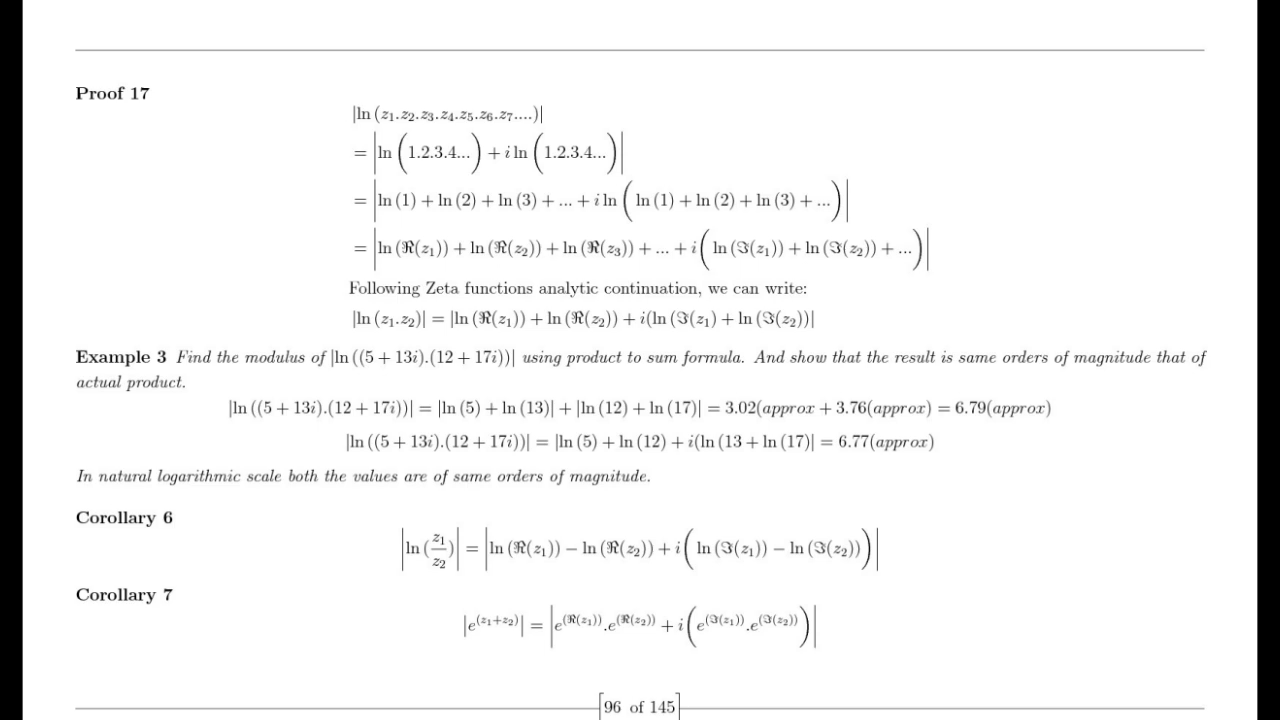 Proof 17
|ln (z₁.z₂.z₃.z₄.z₅.z₆.z₇....)|
= |ln (1.2.3.4...) + i ln (1.2.3.4...)|
= |ln (1) + ln (2) + ln (3) + ... + i ln ( ln (1) + ln (2) + ln (3) + ...)|
= |ln (ℜ(z₁)) + ln (ℜ(z₂)) + ln (ℜ(z₃)) + ... + i( ln (ℑ(z₁)) + ln (ℑ(z₂)) + ...)|
Following Zeta functions analytic continuation, we can write:
|ln (z₁.z₂)| = |ln (ℜ(z₁)) + ln (ℜ(z₂)) + i(ln (ℑ(z₁) + ln (ℑ(z₂))|
Example 3 Find the modulus of |ln ((5 + 13i).(12 + 17i))| using product to sum formula. And show that the result is same orders of magnitude that of
actual product.
|ln ((5 + 13i).(12 + 17i))| = |ln (5) + ln (13)| + |ln (12) + ln (17)| = 3.02(approx + 3.76(approx) = 6.79(approx)
|ln ((5 + 13i).(12 + 17i))| = |ln (5) + ln (12) + i(ln (13 + ln (17)| = 6.77(approx)
In natural logarithmic scale both the values are of same orders of magnitude.
Corollary 6
|ln (z₁/z₂)| = |ln (ℜ(z₁)) − ln (ℜ(z₂)) + i( ln (ℑ(z₁)) − ln (ℑ(z₂)))|
Corollary 7
|e^(z₁+z₂)| = |e^(ℜ(z₁)).e^(ℜ(z₂)) + i(e^(ℑ(z₁)).e^(ℑ(z₂)))|
96 of 145